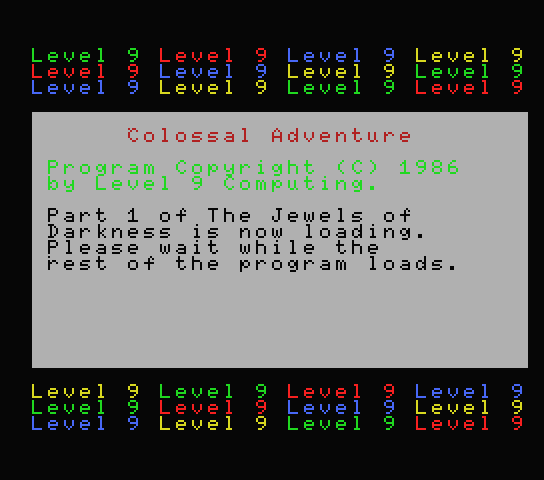 Level 9 Level 9 Level 9 Level 9
Level 9 Level 9 Level 9 Level 9
Level 9 Level 9 Level 9 Level 9
Colossal Adventure
Program Copyright (C) 1986
by Level 9 Computing.
Part 1 of The Jewels of
Darkness is now loading.
Please wait while the
rest of the program loads.
Level 9 Level 9 Level 9 Level 9
Level 9 Level 9 Level 9 Level 9
Level 9 Level 9 Level 9 Level 9